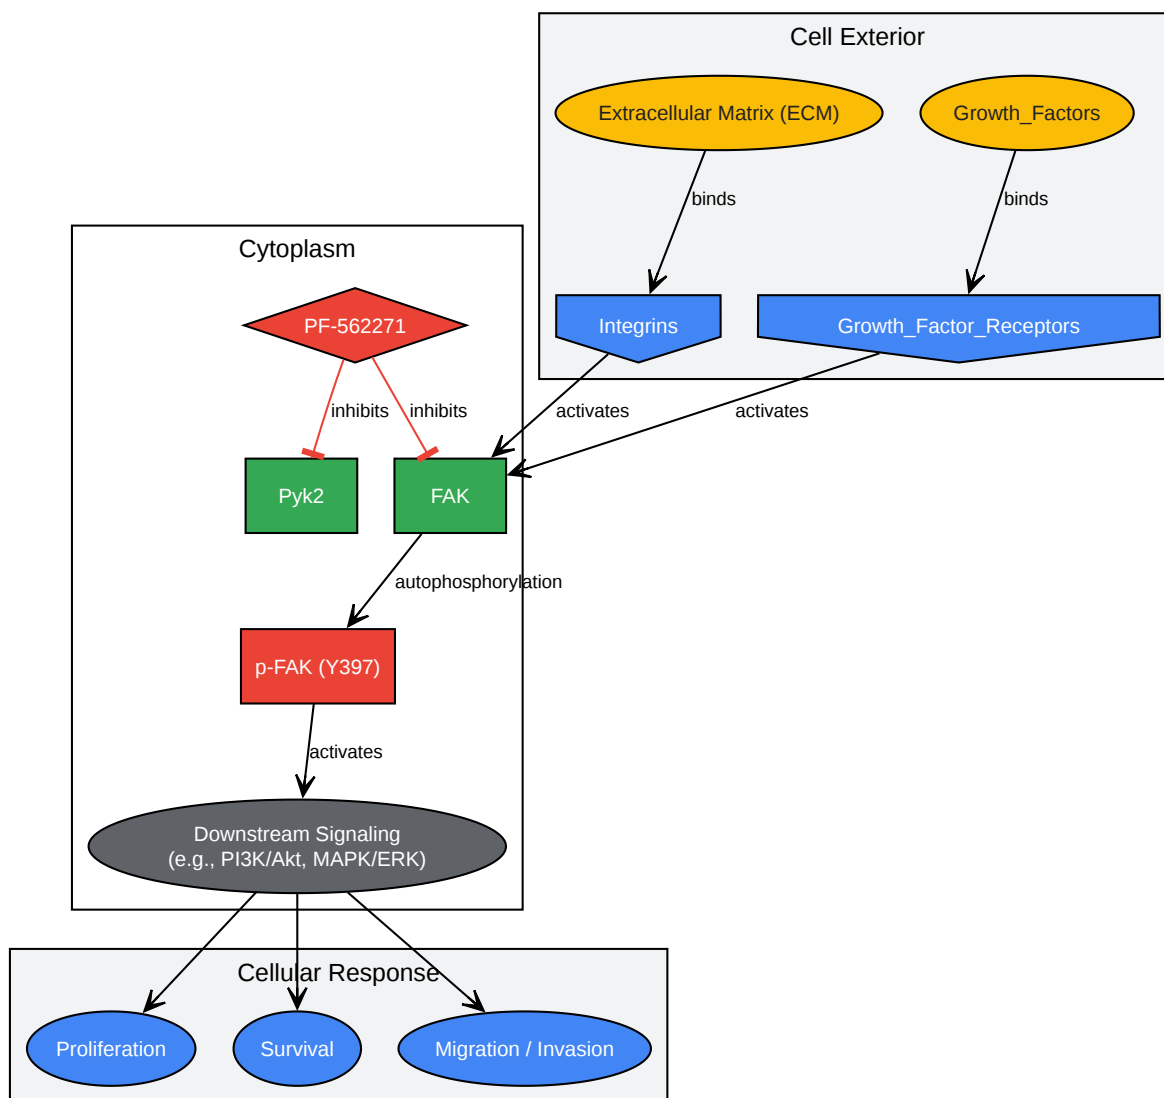 Cell Exterior
Extracellular Matrix (ECM)
Growth_Factors
binds
binds
Cytoplasm
PF-562271
Integrins
Growth_Factor_Receptors
inhibits
inhibits
activates
activates
Pyk2
FAK
autophosphorylation
p-FAK (Y397)
activates
Downstream Signaling
(e.g., PI3K/Akt, MAPK/ERK)
Cellular Response
Proliferation
Survival
Migration / Invasion